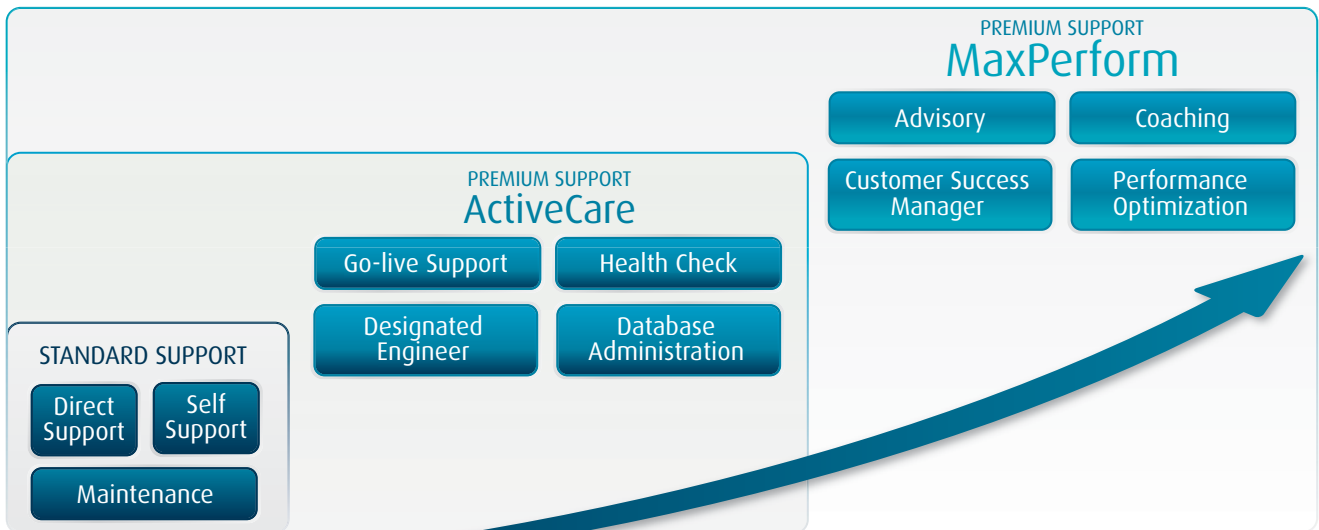 PREMIUM SUPPORT
MaxPerform
Advisory
Coaching
Customer Success
Manager
Performance
Optimization
PREMIUM SUPPORT
ActiveCare
Go-live Support
Health Check
Designated
Engineer
Database
Administration
STANDARD SUPPORT
Direct
Support
Self
Support
Maintenance